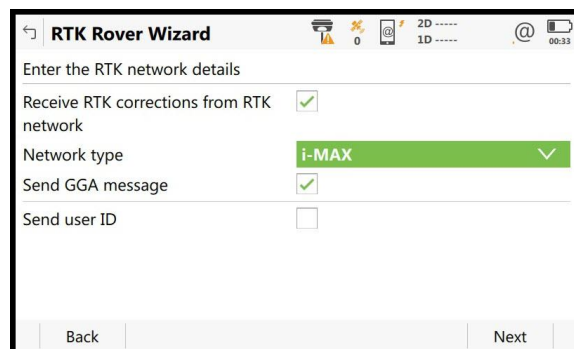 RTK Rover Wizard
0
@
2D -----
1D -----
@
00:33
Enter the RTK network details
Receive RTK corrections from RTK
network
Network type
i-MAX
Send GGA message
Send user ID
Back
Next